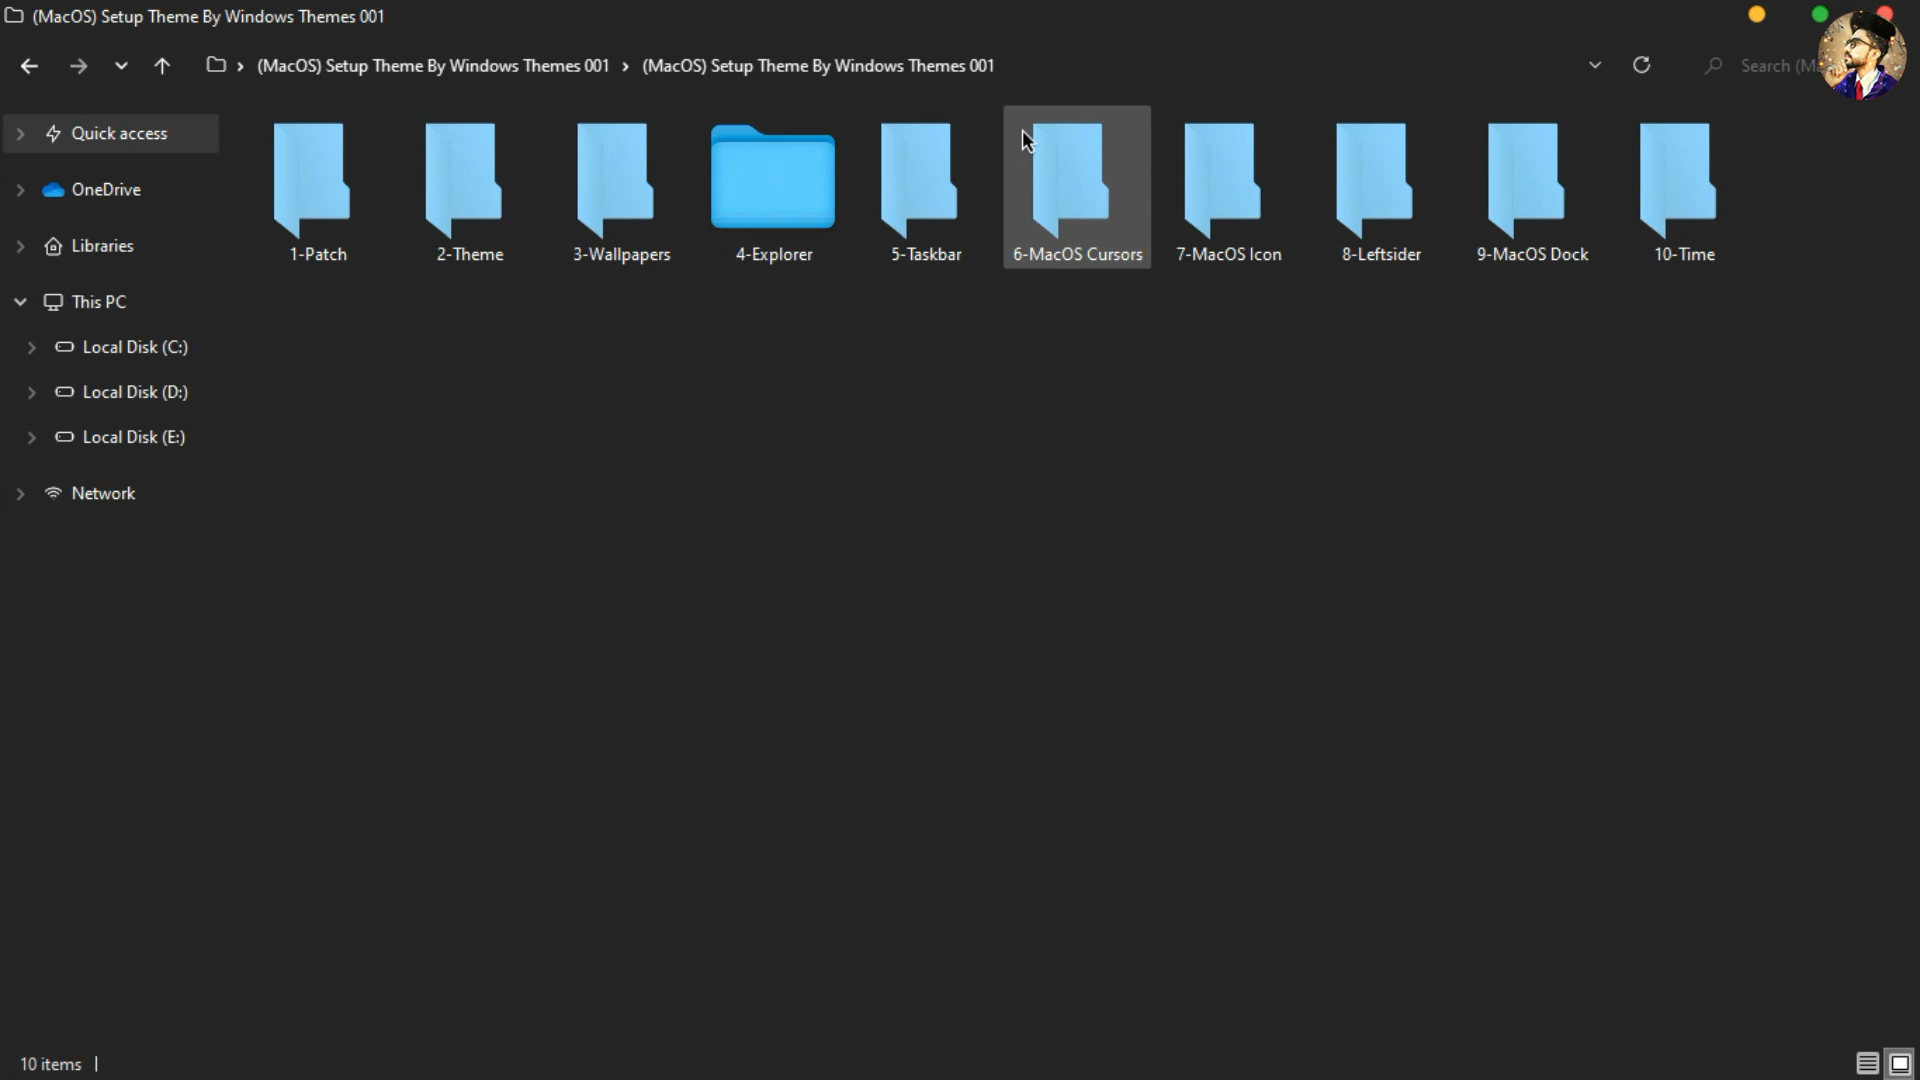 (MacOS) Setup Theme By Windows Themes 001
(MacOS) Setup Theme By Windows Themes 001 (MacOS) Setup Theme By Windows Themes 001
Search
Quick access
OneDrive
Libraries
This PC
Local Disk (C:)
Local Disk (D:)
Local Disk (E:)
Network
1-Patch
2-Theme
3-Wallpapers
4-Explorer
5-Taskbar
6-MacOS Cursors
7-MacOS Icon
8-Leftsider
9-MacOS Dock
10-Time
10 items